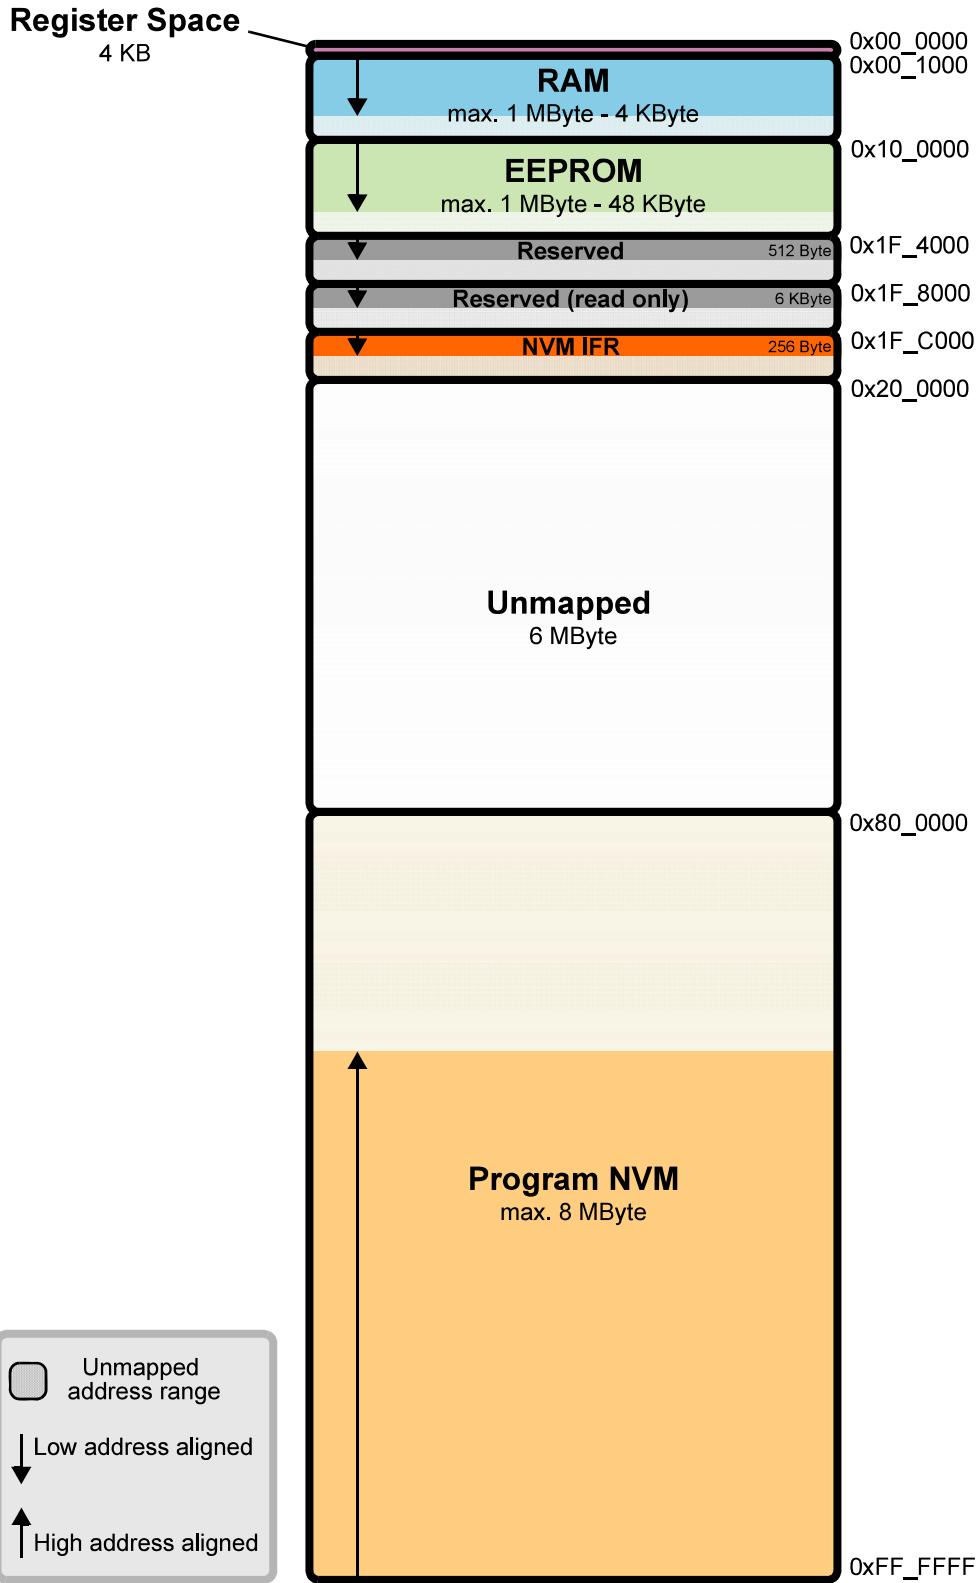 Register Space
4 KB
0x00_0000
0x00_1000
RAM
max. 1 MByte - 4 KByte
0x10_0000
EEPROM
max. 1 MByte - 48 KByte
0x1F_4000
Reserved 512 Byte
0x1F_8000
Reserved (read only) 6 KByte
0x1F_C000
NVM IFR 256 Byte
0x20_0000
Unmapped
6 MByte
0x80_0000
Program NVM
max. 8 MByte
Unmapped
address range
Low address aligned
High address aligned
0xFF_FFFF